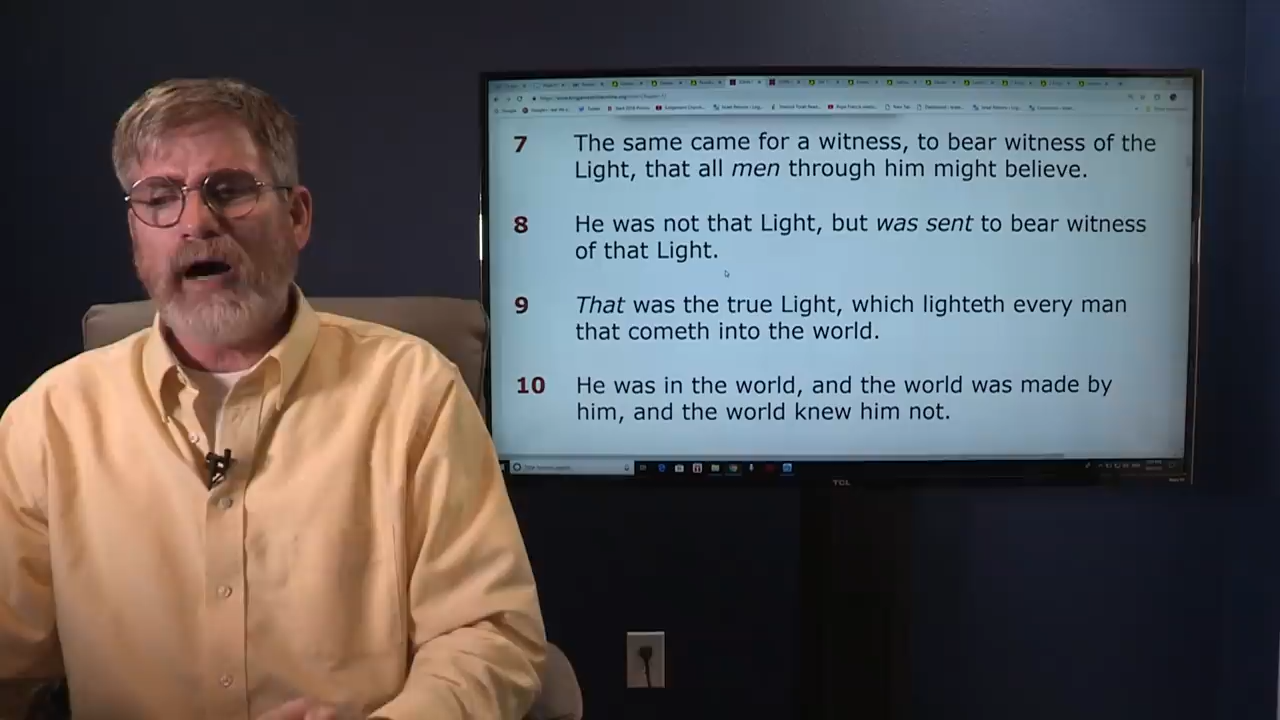 7 The same came for a witness, to bear witness of the
Light, that all men through him might believe.
8 He was not that Light, but was sent to bear witness
of that Light.
9 That was the true Light, which lighteth every man
that cometh into the world.
10 He was in the world, and the world was made by
him, and the world knew him not.
TCL